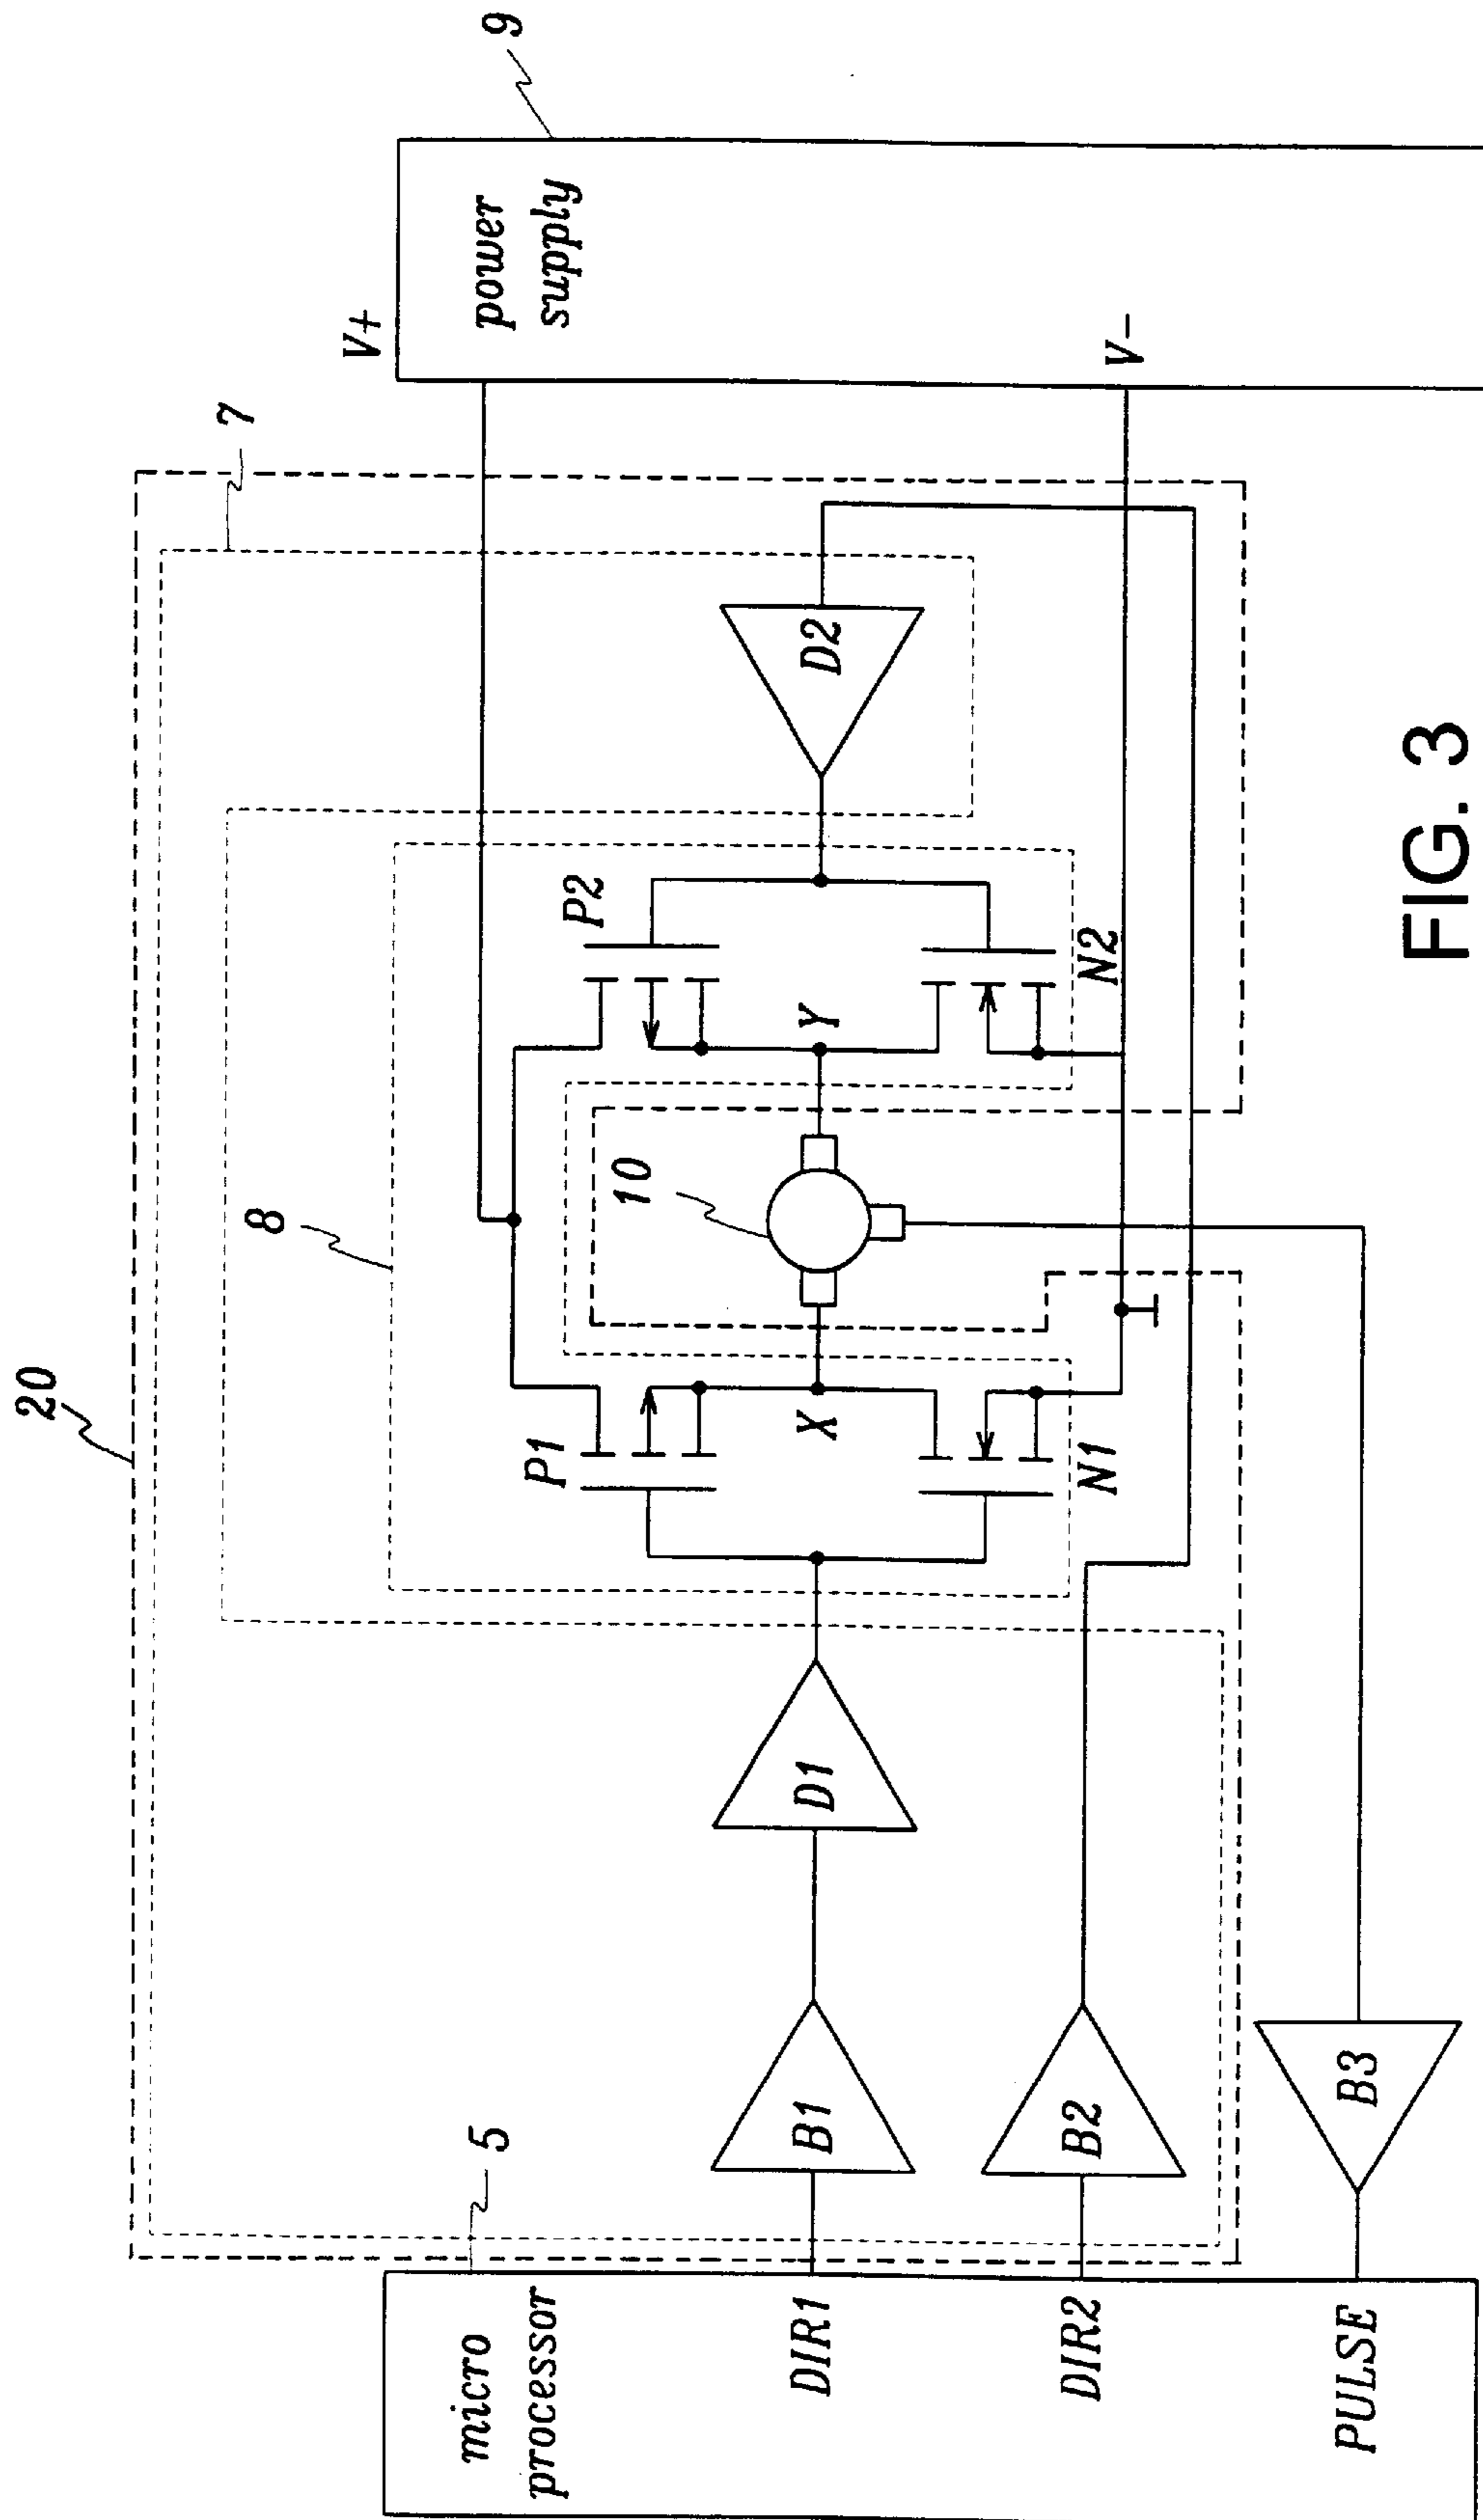 20
7
9
8
V+
power
supply
P1
P2
10
X
Y
D1
D2
N1
N2
V-
5
micro
processor
B1
DIR1
B2
DIR2
B3
PULSE
FIG. 3